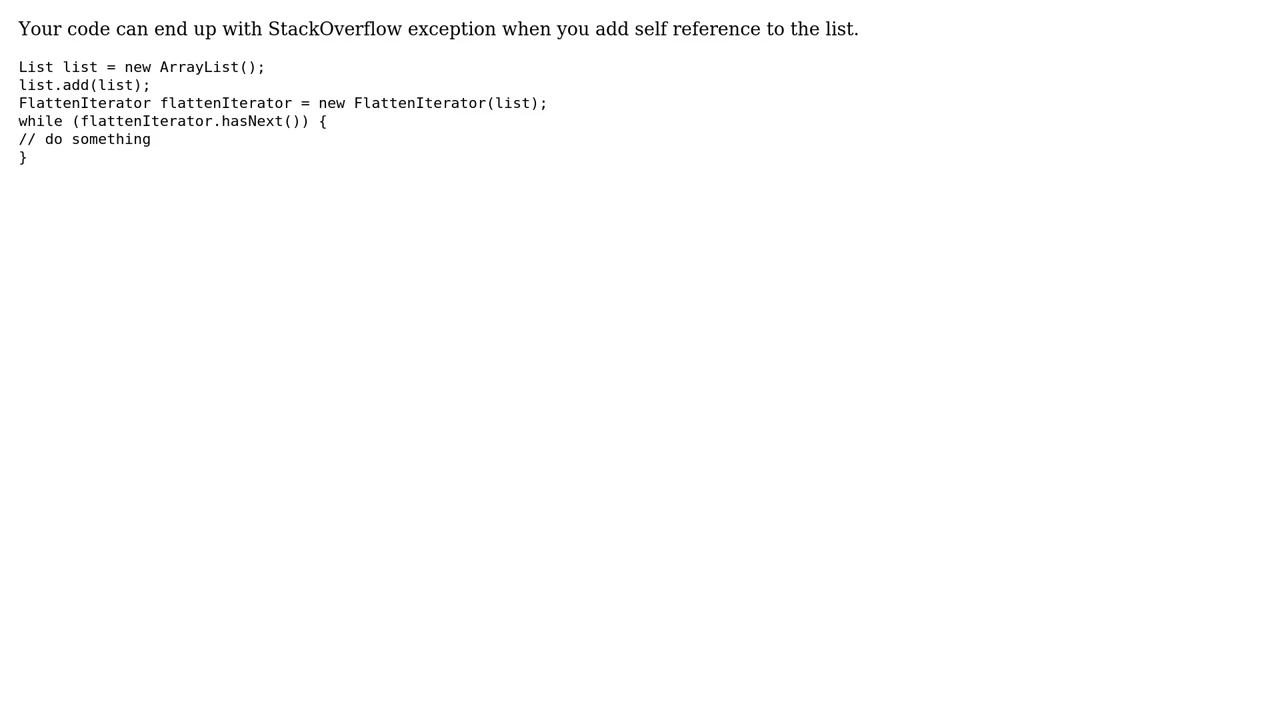 Your code can end up with StackOverflow exception when you add self reference to the list.
List list = new ArrayList();
list.add(list);
FlattenIterator flattenIterator = new FlattenIterator(list);
while (flattenIterator.hasNext()) {
// do something
}